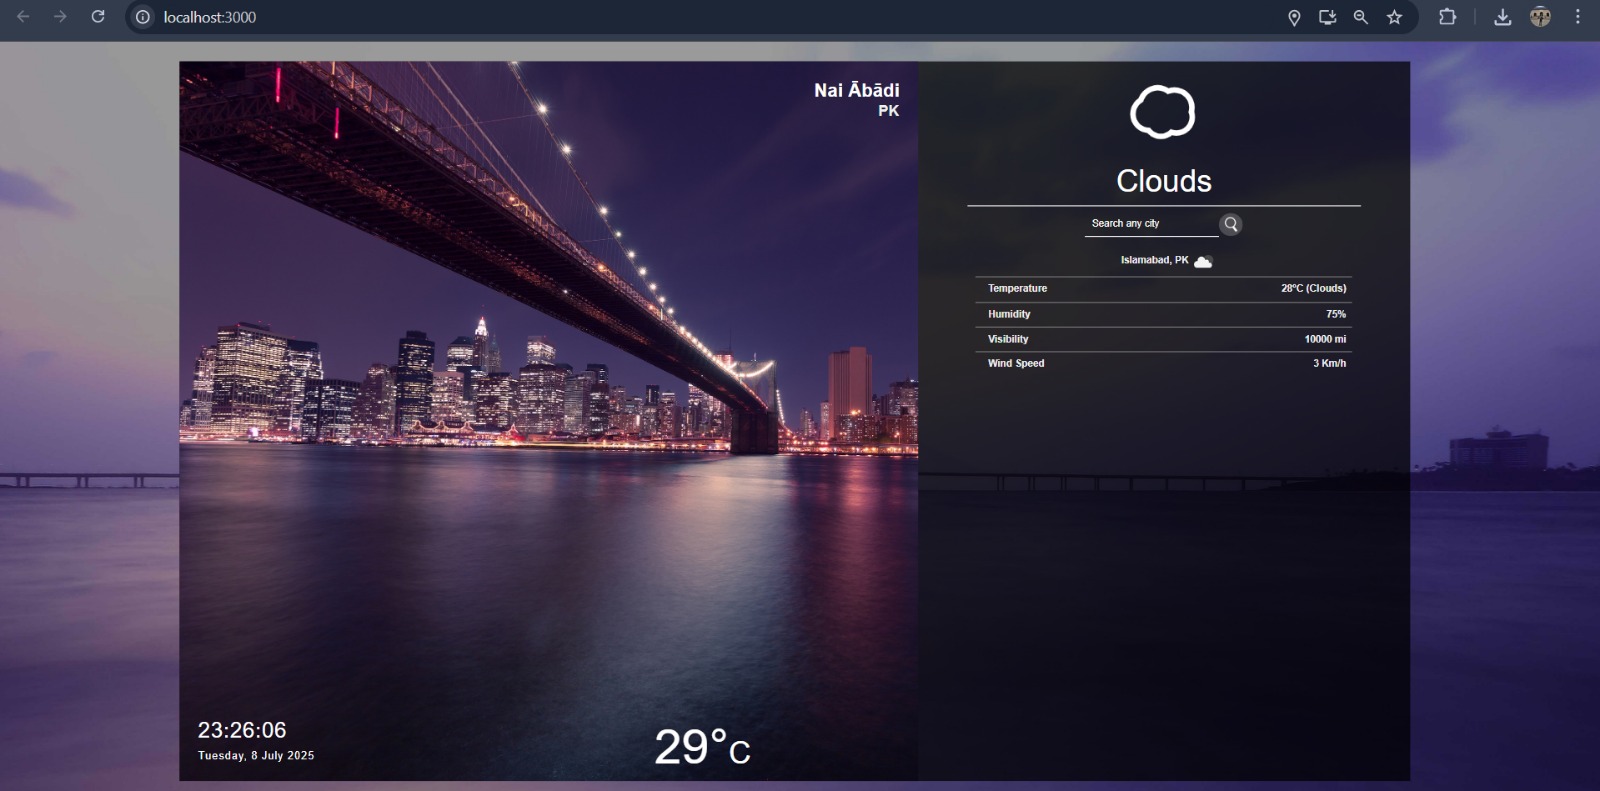 localhost:3000
Nai Ābādi
PK
Clouds
Search any city
Islamabad, PK
Temperature 28°C (Clouds)
Humidity 75%
Visibility 10000 mi
Wind Speed 3 Km/h
23:26:06
Tuesday, 8 July 2025
29°C